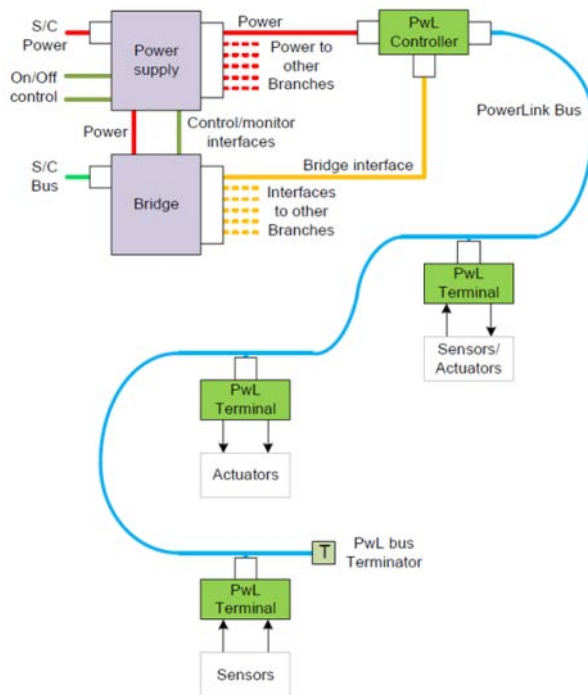 S/C
Power
On/Off
control
Power
supply
Power
Power to
other
Branches
PwL
Controller
PowerLink Bus
Power
Control/monitor
interfaces
Bridge interface
S/C
Bus
Bridge
Interfaces
to other
Branches
PwL
Terminal
Sensors/
Actuators
PwL
Terminal
Actuators
T
PwL bus
Terminator
PwL
Terminal
Sensors